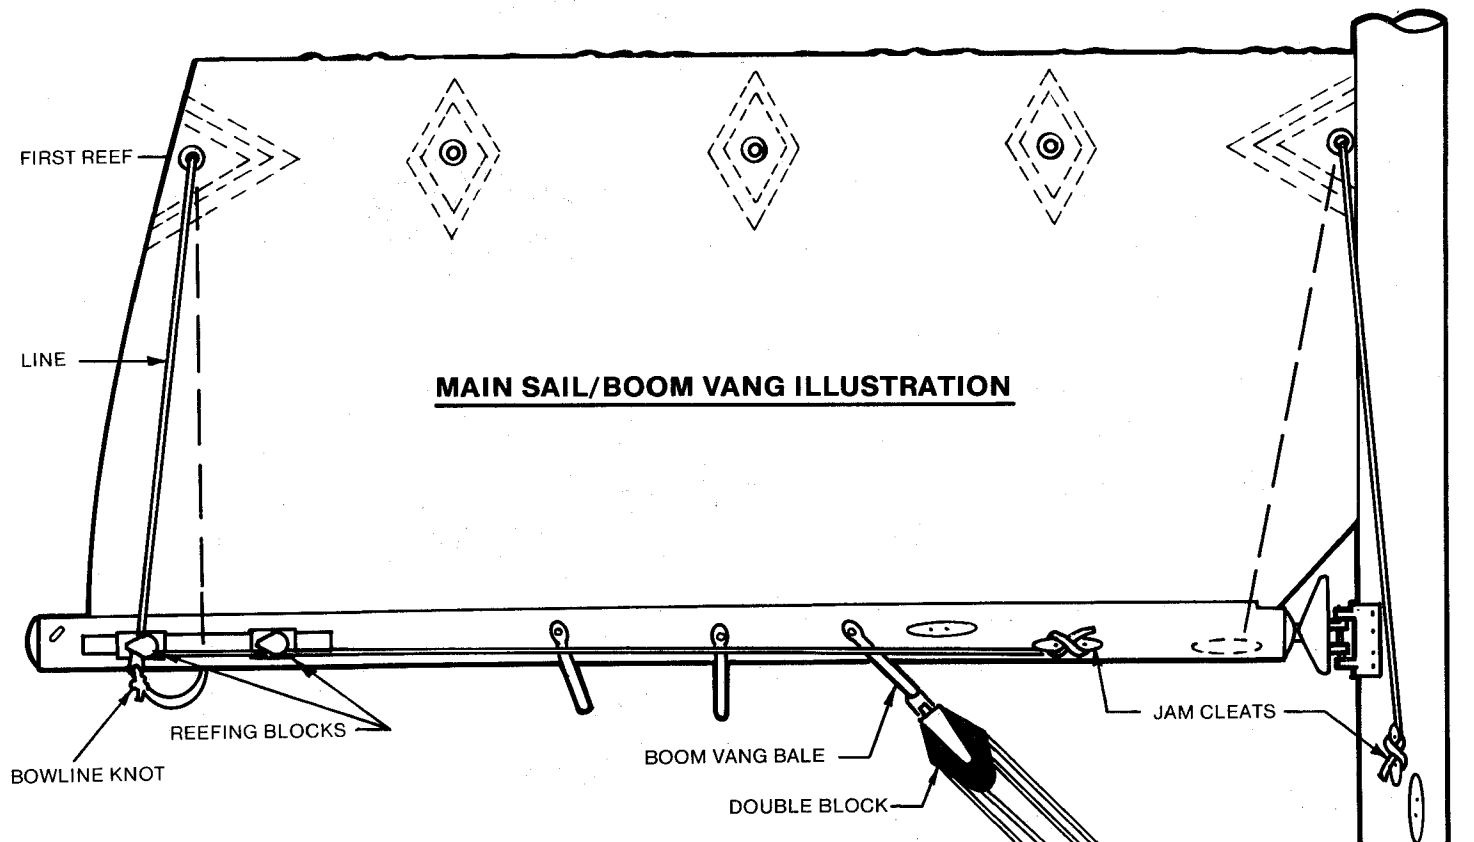 FIRST REEF
LINE
MAIN SAIL/BOOM VANG ILLUSTRATION
REEFING BLOCKS
BOWLINE KNOT
BOOM VANG BALE
DOUBLE BLOCK
JAM CLEATS